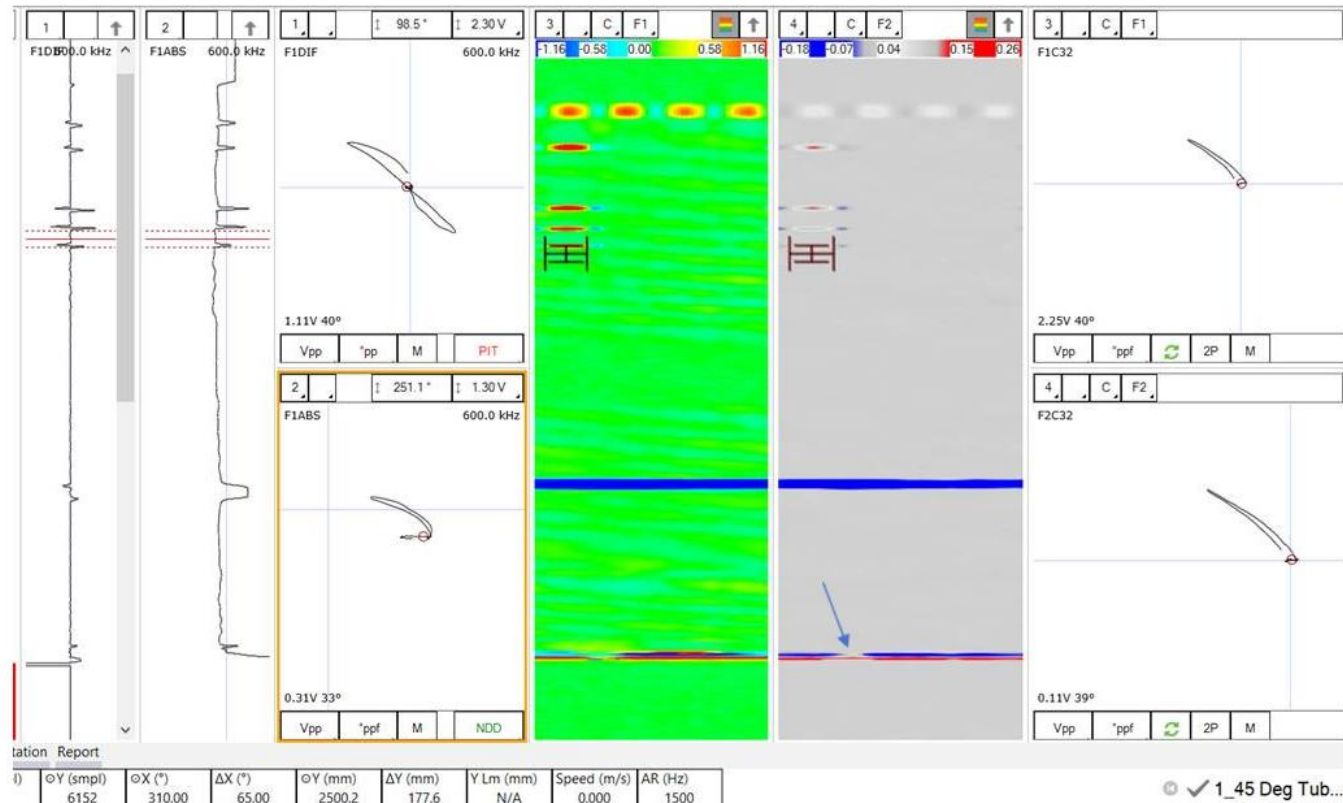 1 2 1 98.5 ° 2.30 V 3 C F1 4 C F2 3 C F1
F1ABS 600.0 kHz F1DIF 600.0 kHz -1.16 -0.58 0.00 0.58 1.16 -0.18 -0.07 0.04 0.15 0.26 F1C32
1.11V 40° 2.25V 40°
Vpp °pp M PIT Vpp °ppf 2P M
2 251.1 ° 1.30 V 4 C F2
F1ABS 600.0 kHz F2C32
0.31V 33° 0.11V 39°
Vpp °ppf M NDD Vpp °ppf 2P M
tation Report
⊙Y (smpl) ⊙X (°) ΔX (°) ⊙Y (mm) ΔY (mm) Y Lm (mm) Speed (m/s) AR (Hz)
6152 310.00 65.00 2500.2 177.6 N/A 0.000 1500 1_45 Deg Tub...